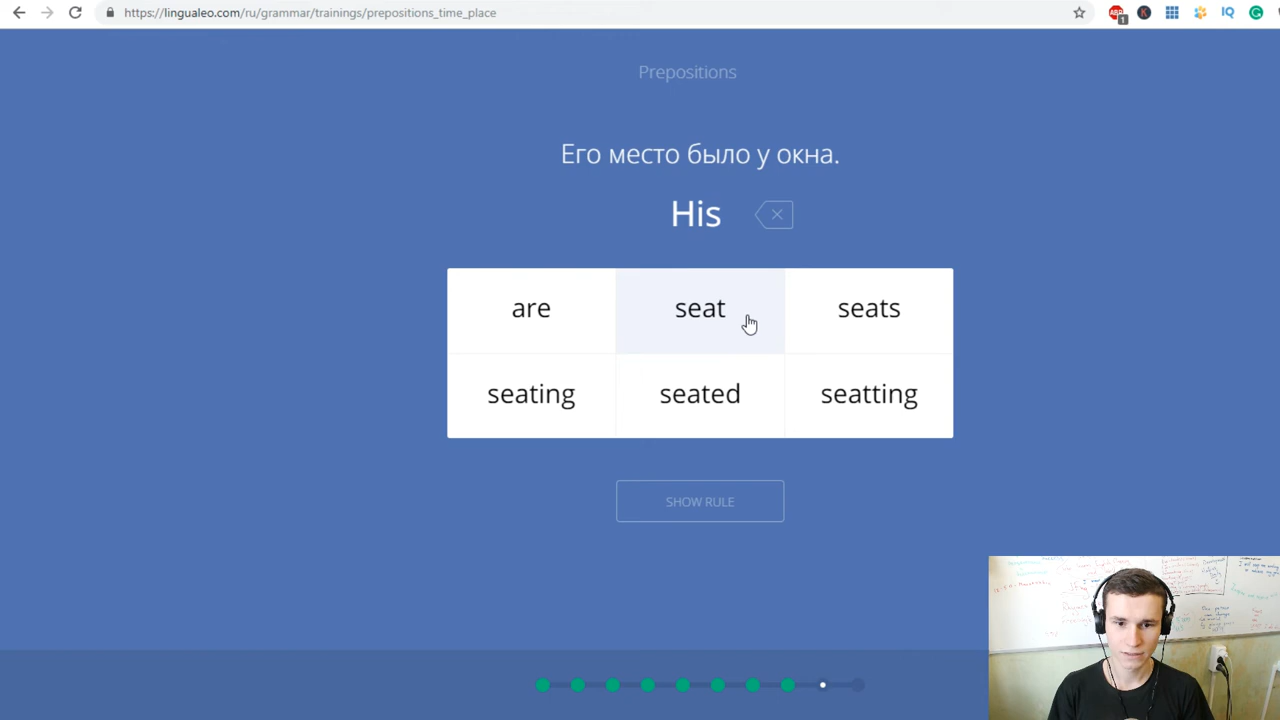 https://lingualeo.com/ru/grammar/trainings/prepositions_time_place
Prepositions
Его место было у окна.
His
are
seat
seats
seating
seated
seatting
SHOW RULE